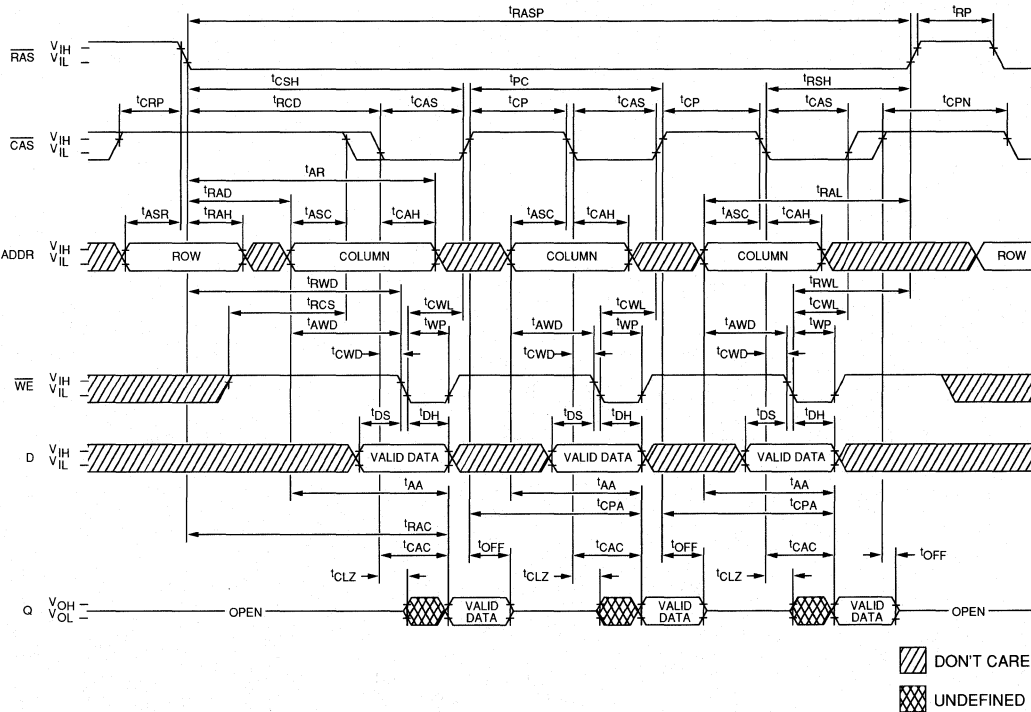 tRASP tRP
RAS VIH
VIL
tCSH tPC tRSH
tCRP tRCD tCAS tCP tCAS tCP tCAS tCPN
CAS VIH
VIL
tAR
tRAD tRAL
tASR tRAH tASC tCAH tASC tCAH tASC tCAH
ADDR VIH
VIL
ROW COLUMN COLUMN COLUMN ROW
tRWD tRWL
tRCS tCWL tCWL tCWL
tAWD tWP tAWD tWP tAWD tWP
tCWD tCWD tCWD
WE VIH
VIL
tDS tDH tDS tDH tDS tDH
D VIH
VIL
VALID DATA VALID DATA VALID DATA
tAA tAA tAA
tCPA tCPA
tRAC
tCAC tOFF tCAC tOFF tCAC tOFF
tCLZ tCLZ tCLZ
Q VOH
VOL
OPEN VALID DATA VALID DATA VALID DATA OPEN
DON'T CARE
UNDEFINED